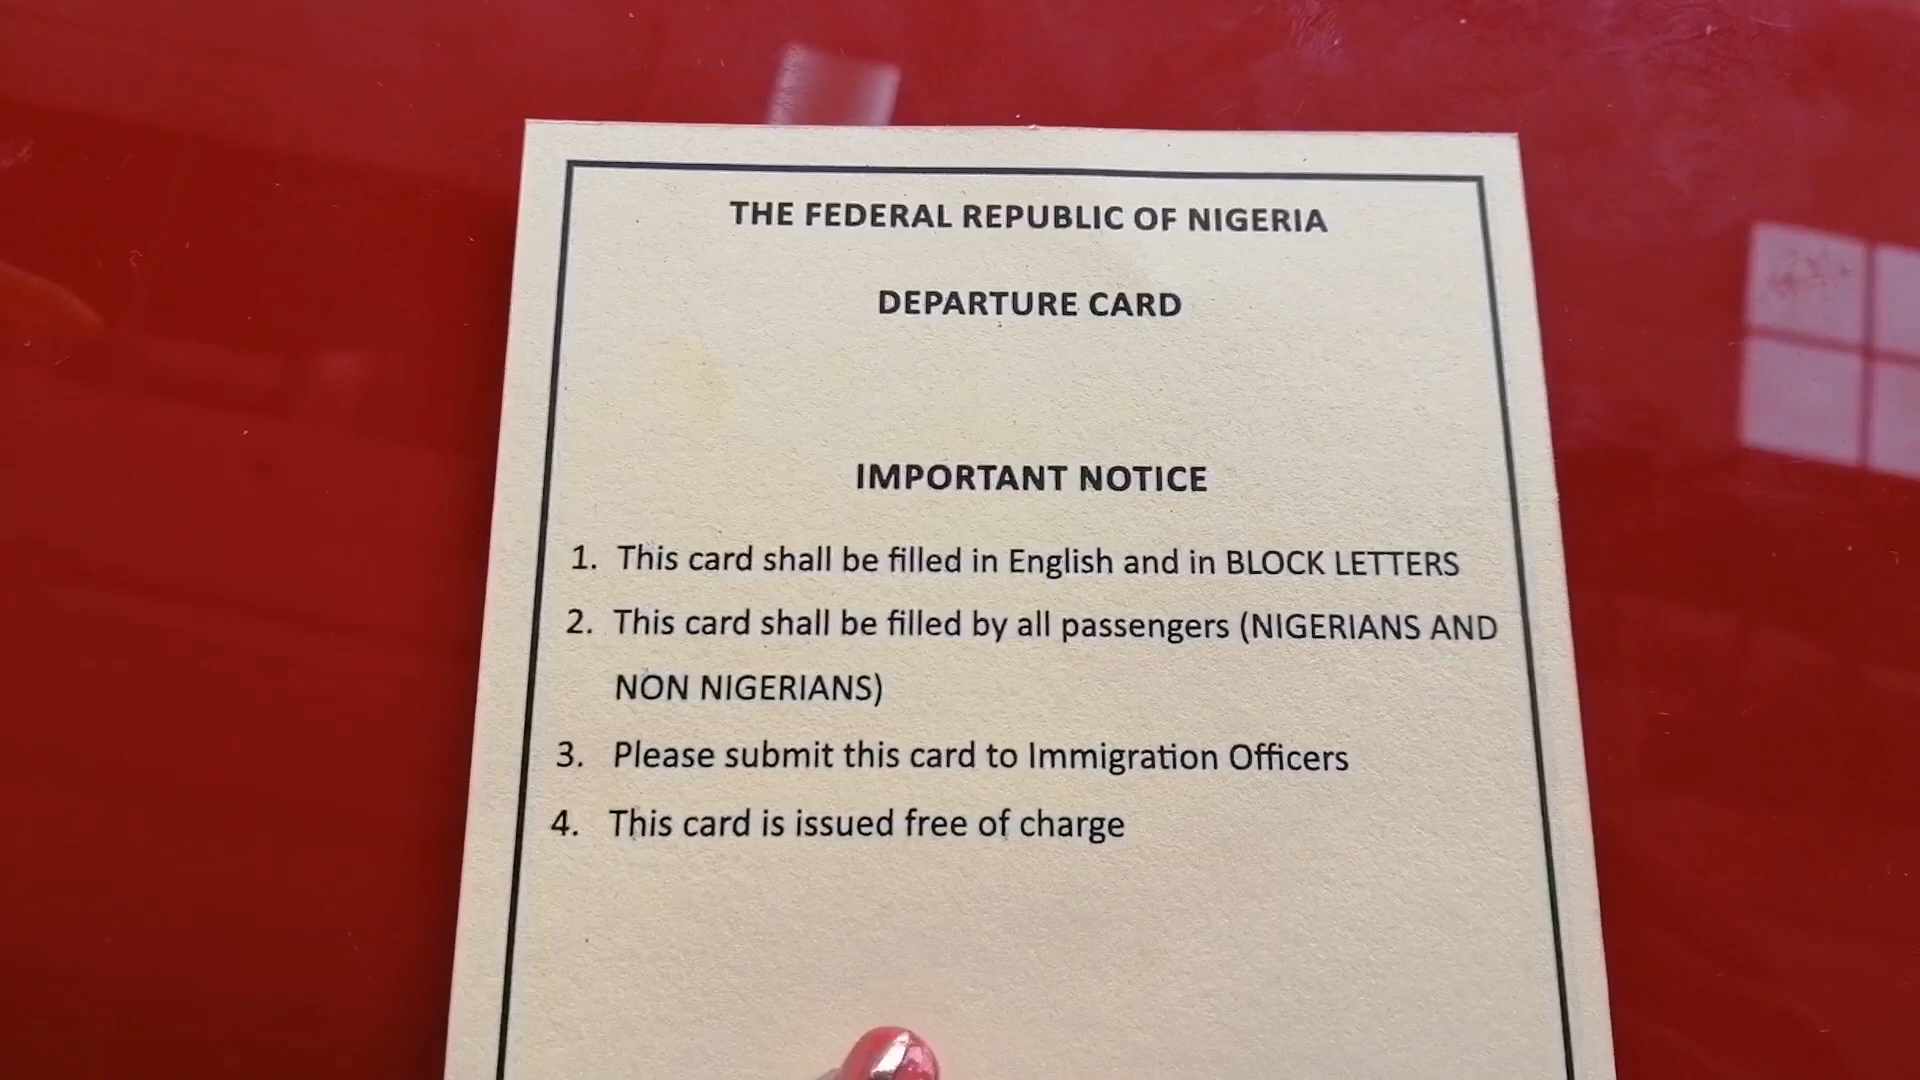 THE FEDERAL REPUBLIC OF NIGERIA
DEPARTURE CARD
IMPORTANT NOTICE
1. This card shall be filled in English and in BLOCK LETTERS
2. This card shall be filled by all passengers (NIGERIANS AND
NON NIGERIANS)
3. Please submit this card to Immigration Officers
4. This card is issued free of charge